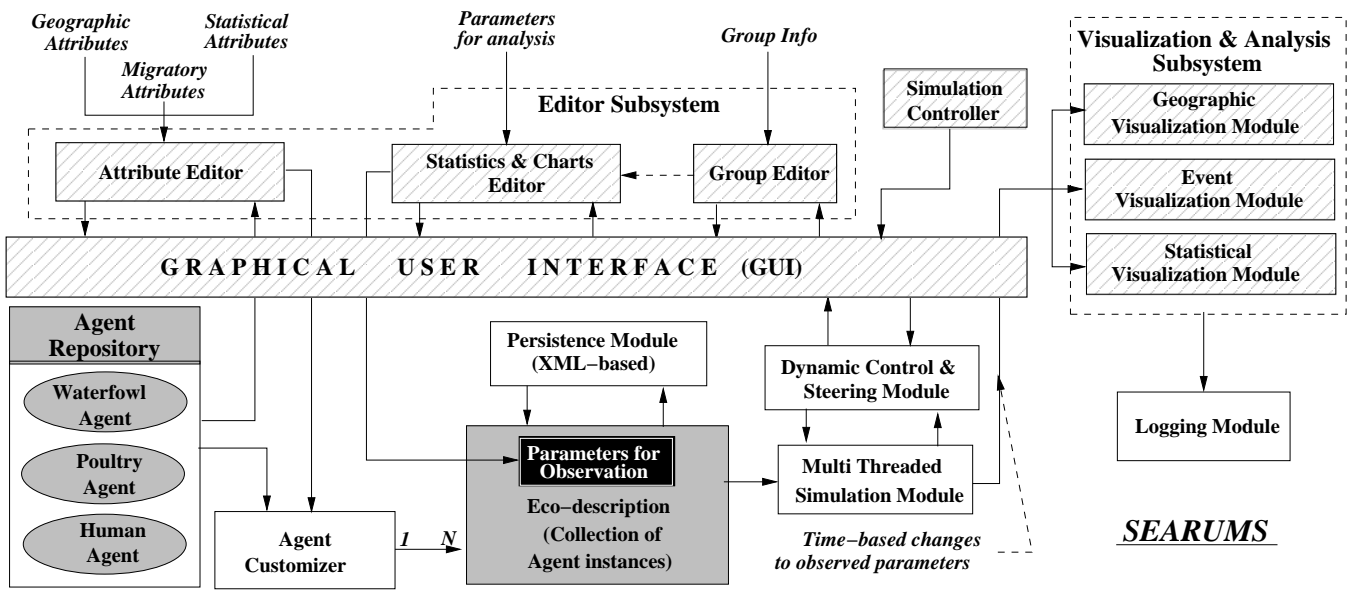 Geographic
Attributes
Statistical
Attributes
Migratory
Attributes
Parameters
for analysis
Group Info
Editor Subsystem
Attribute Editor
Statistics & Charts
Editor
Group Editor
Simulation
Controller
Visualization & Analysis
Subsystem
Geographic
Visualization Module
Event
Visualization Module
Statistical
Visualization Module
GRAPHICAL USER INTERFACE (GUI)
Agent
Repository
Waterfowl
Agent
Poultry
Agent
Human
Agent
Persistence Module
(XML−based)
Dynamic Control &
Steering Module
Logging Module
Parameters for
Observation
Eco−description
(Collection of
Agent instances)
Multi Threaded
Simulation Module
Agent
Customizer
1 N
Time−based changes
to observed parameters
SEARUMS